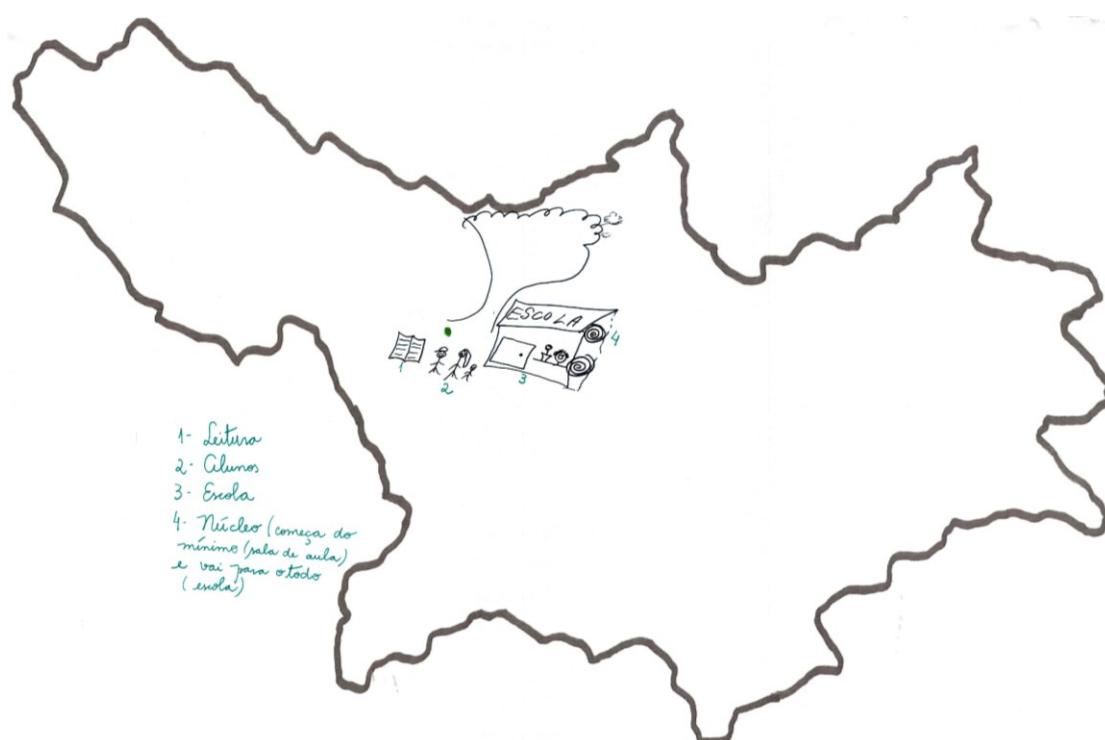 ESCOLA
4
1
2
3
1- Leitura
2- Alunos
3- Escola
4- Núcleo (começa do
mínimo (sala de aula)
e vai para o todo
(escola)